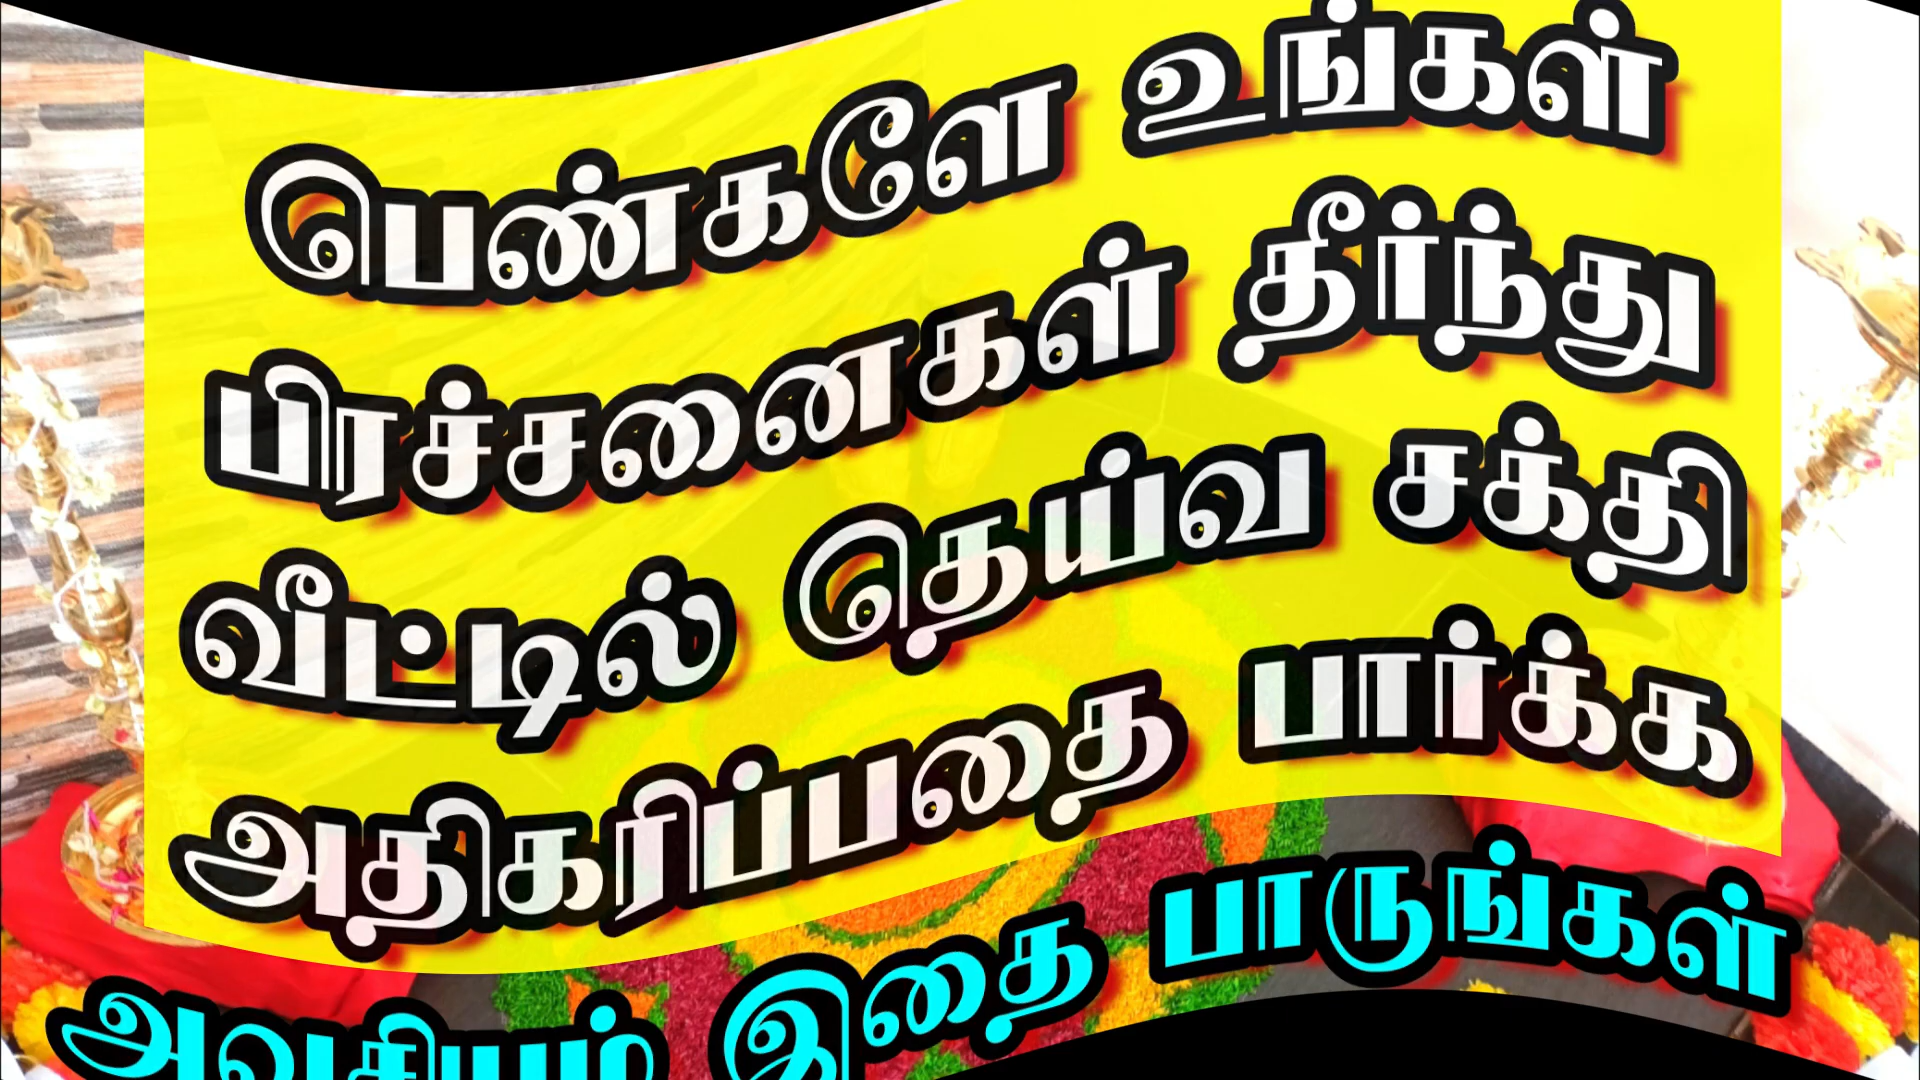 பெண்களே உங்கள்
பிரச்சனைகள் தீர்ந்து
வீட்டில் தெய்வ சக்தி
அதிகரிப்பதை பார்க்க
அவசியம் இதை பாருங்கள்